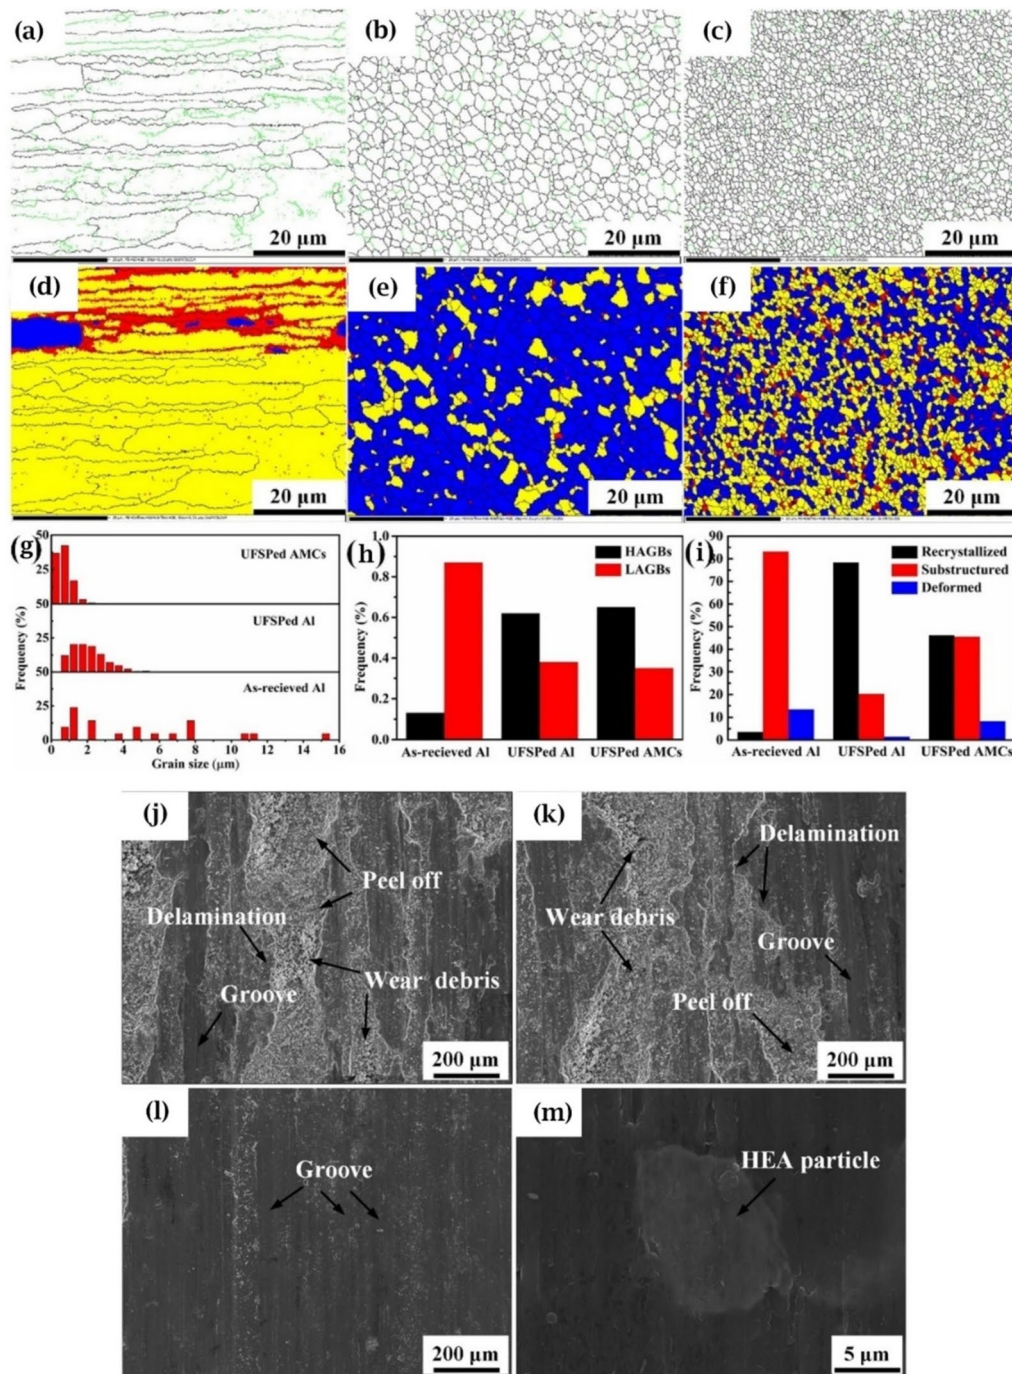 (a)
(b)
(c)
20 µm
20 µm
20 µm
(d)
(e)
(f)
20 µm
20 µm
20 µm
(g)
UFSPed AMCs
UFSPed Al
As-recieved Al
Frequency (%)
50
25
50
25
50
25
0
0 2 4 6 8 10 12 14 16
Grain size (µm)
(h)
HAGBs
LAGBs
Frequency (%)
1.0
0.8
0.6
0.4
0.2
0.0
As-recieved Al UFSPed Al UFSPed AMCs
(i)
Recrystallized
Substructured
Deformed
Frequency (%)
90
80
70
60
50
40
30
20
10
0
As-recieved Al UFSPed Al UFSPed AMCs
(j)
Peel off
Delamination
Wear debris
Groove
200 µm
(k)
Delamination
Wear debris
Groove
Peel off
200 µm
(l)
Groove
200 µm
(m)
HEA particle
5 µm